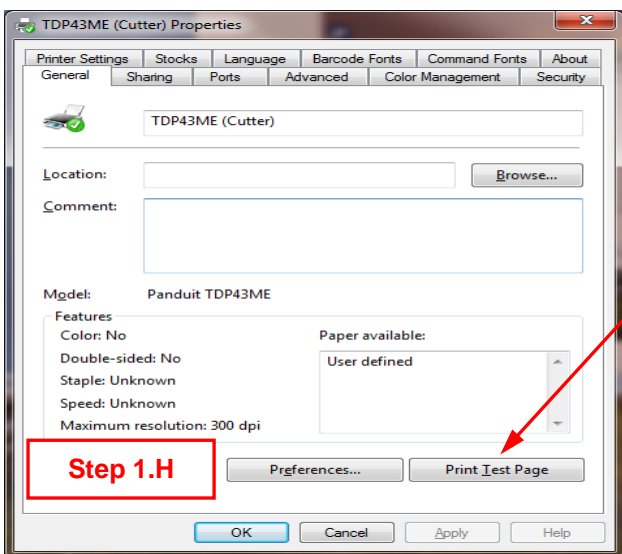 TDP43ME (Cutter) Properties
Printer Settings Stocks Language Barcode Fonts Command Fonts About
General Sharing Ports Advanced Color Management Security
TDP43ME (Cutter)
Location:
Browse...
Comment:
Model: Panduit TDP43ME
Features
Color: No
Paper available:
Double-sided: No
User defined
Staple: Unknown
Speed: Unknown
Maximum resolution: 300 dpi
Step 1.H
Preferences...
Print Test Page
OK Cancel Apply Help